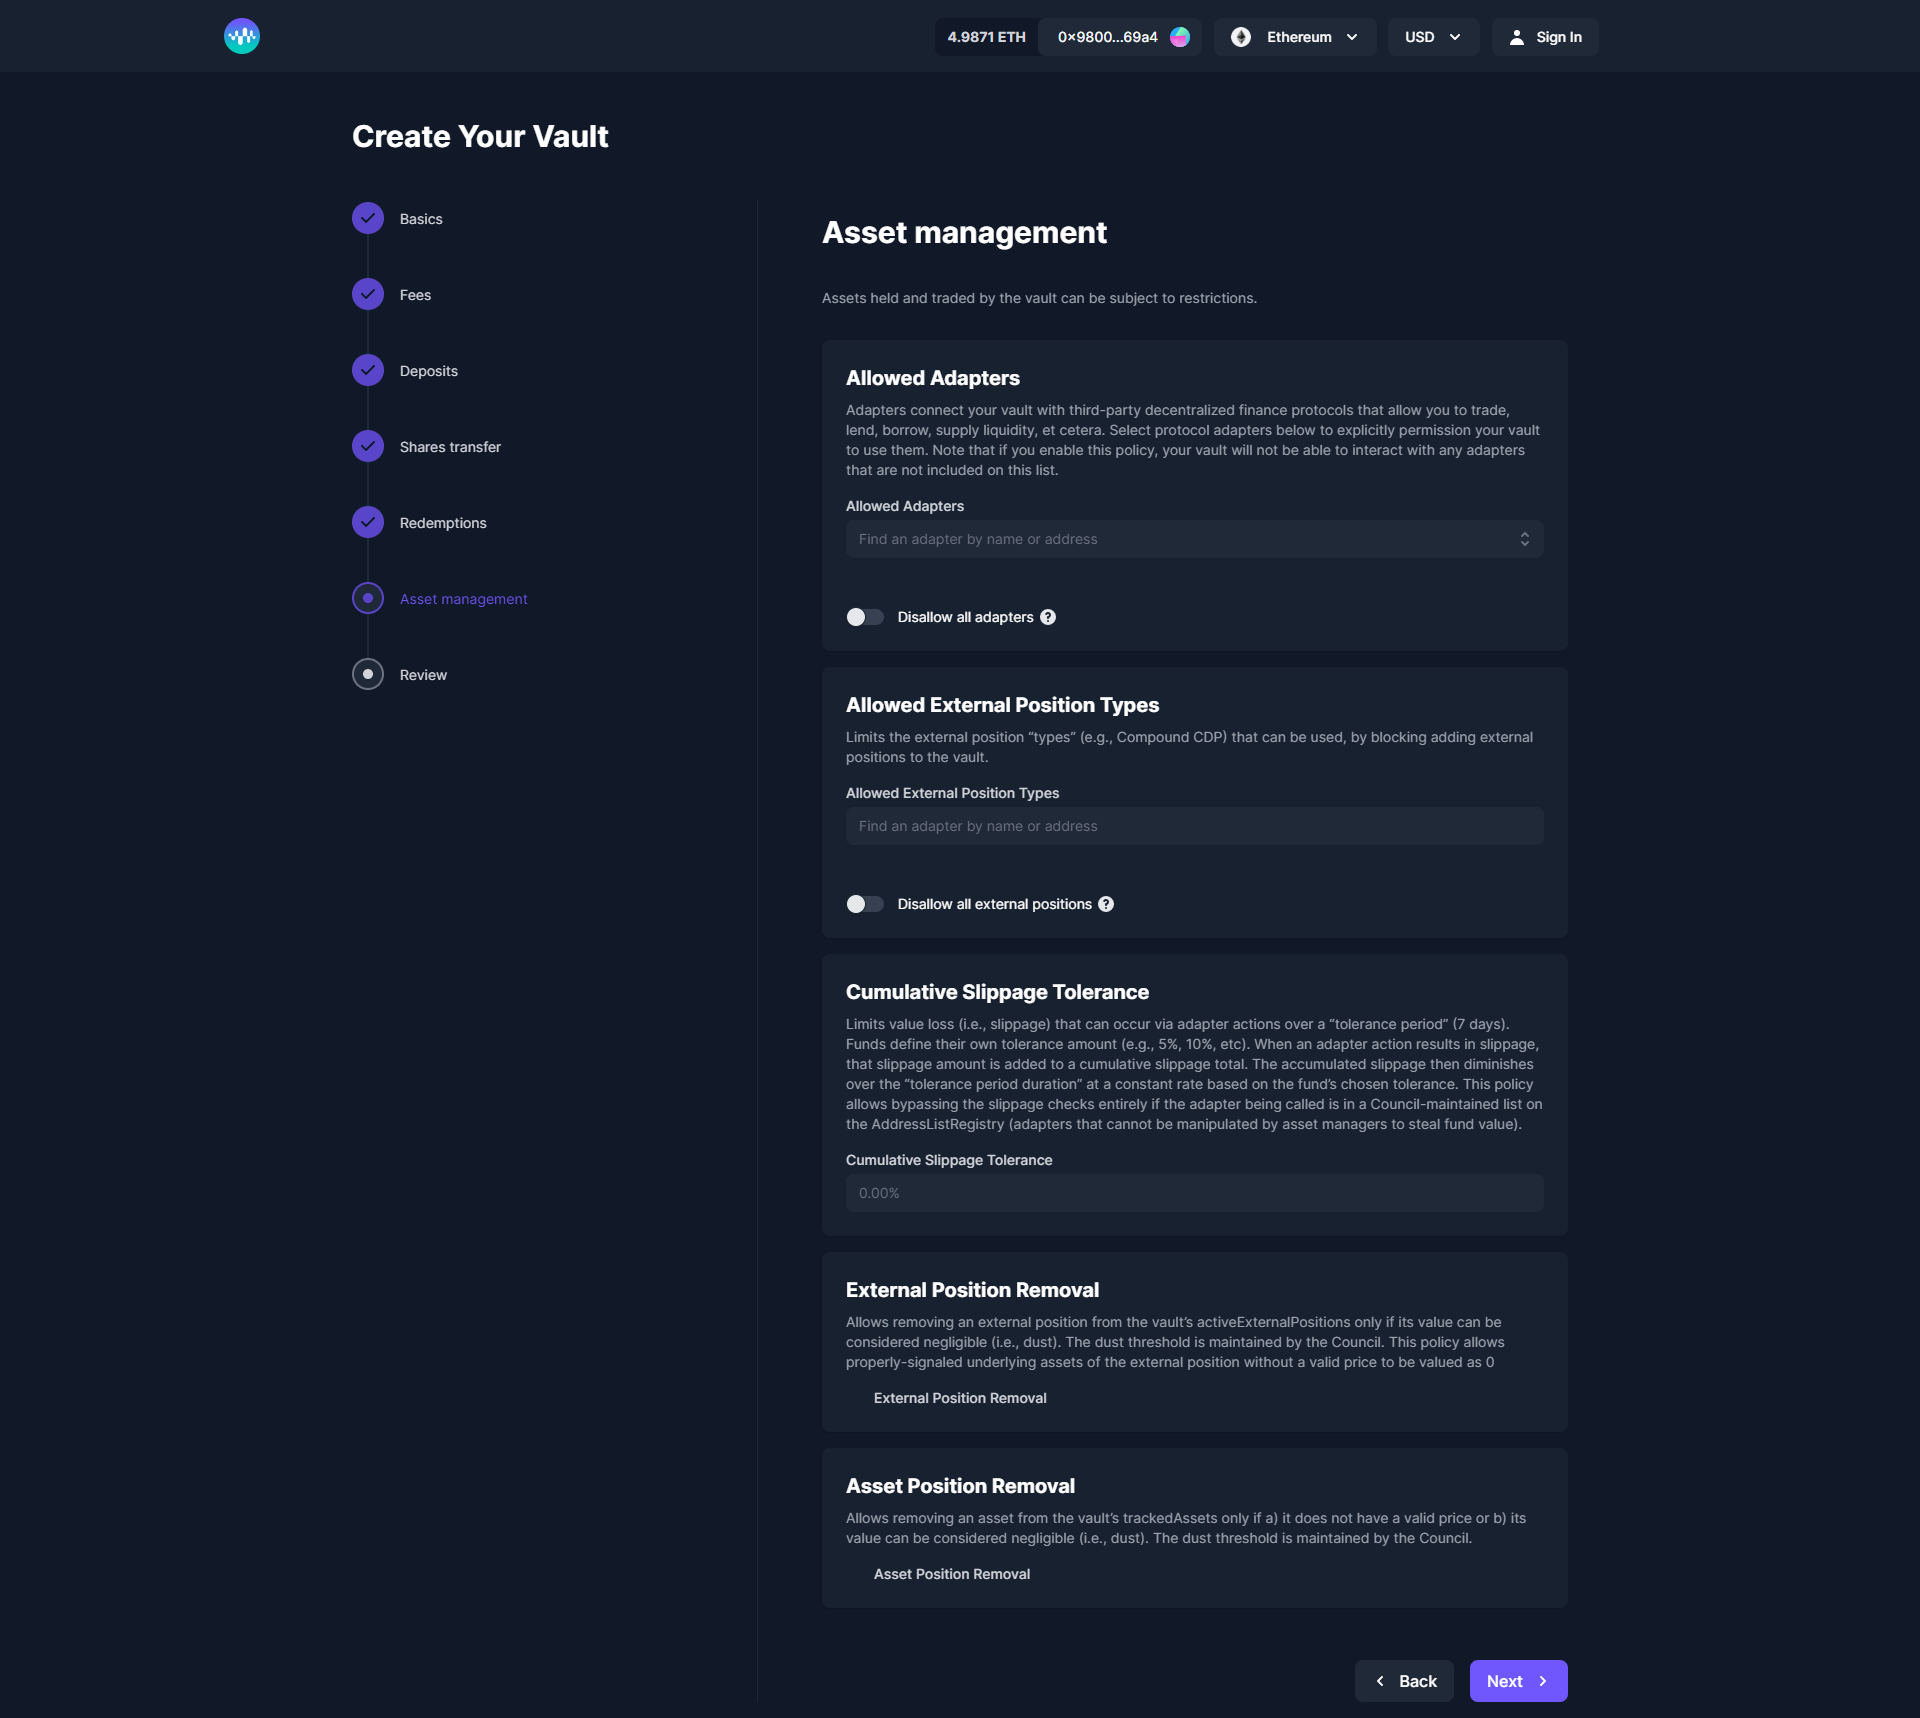 4.9871 ETH
0×9800...69a4
Ethereum
USD
Sign In
Create Your Vault
Basics
Fees
Deposits
Shares transfer
Redemptions
Asset management
Review
Asset management
Assets held and traded by the vault can be subject to restrictions.
Allowed Adapters
Adapters connect your vault with third-party decentralized finance protocols that allow you to trade,
lend, borrow, supply liquidity, et cetera. Select protocol adapters below to explicitly permission your vault
to use them. Note that if you enable this policy, your vault will not be able to interact with any adapters
that are not included on this list.
Allowed Adapters
Find an adapter by name or address
Disallow all adapters ?
Allowed External Position Types
Limits the external position “types” (e.g., Compound CDP) that can be used, by blocking adding external
positions to the vault.
Allowed External Position Types
Find an adapter by name or address
Disallow all external positions ?
Cumulative Slippage Tolerance
Limits value loss (i.e., slippage) that can occur via adapter actions over a “tolerance period” (7 days).
Funds define their own tolerance amount (e.g., 5%, 10%, etc). When an adapter action results in slippage,
that slippage amount is added to a cumulative slippage total. The accumulated slippage then diminishes
over the “tolerance period duration” at a constant rate based on the fund’s chosen tolerance. This policy
allows bypassing the slippage checks entirely if the adapter being called is in a Council-maintained list on
the AddressListRegistry (adapters that cannot be manipulated by asset managers to steal fund value).
Cumulative Slippage Tolerance
0.00%
External Position Removal
Allows removing an external position from the vault’s activeExternalPositions only if its value can be
considered negligible (i.e., dust). The dust threshold is maintained by the Council. This policy allows
properly-signaled underlying assets of the external position without a valid price to be valued as 0
External Position Removal
Asset Position Removal
Allows removing an asset from the vault’s trackedAssets only if a) it does not have a valid price or b) its
value can be considered negligible (i.e., dust). The dust threshold is maintained by the Council.
Asset Position Removal
Back
Next